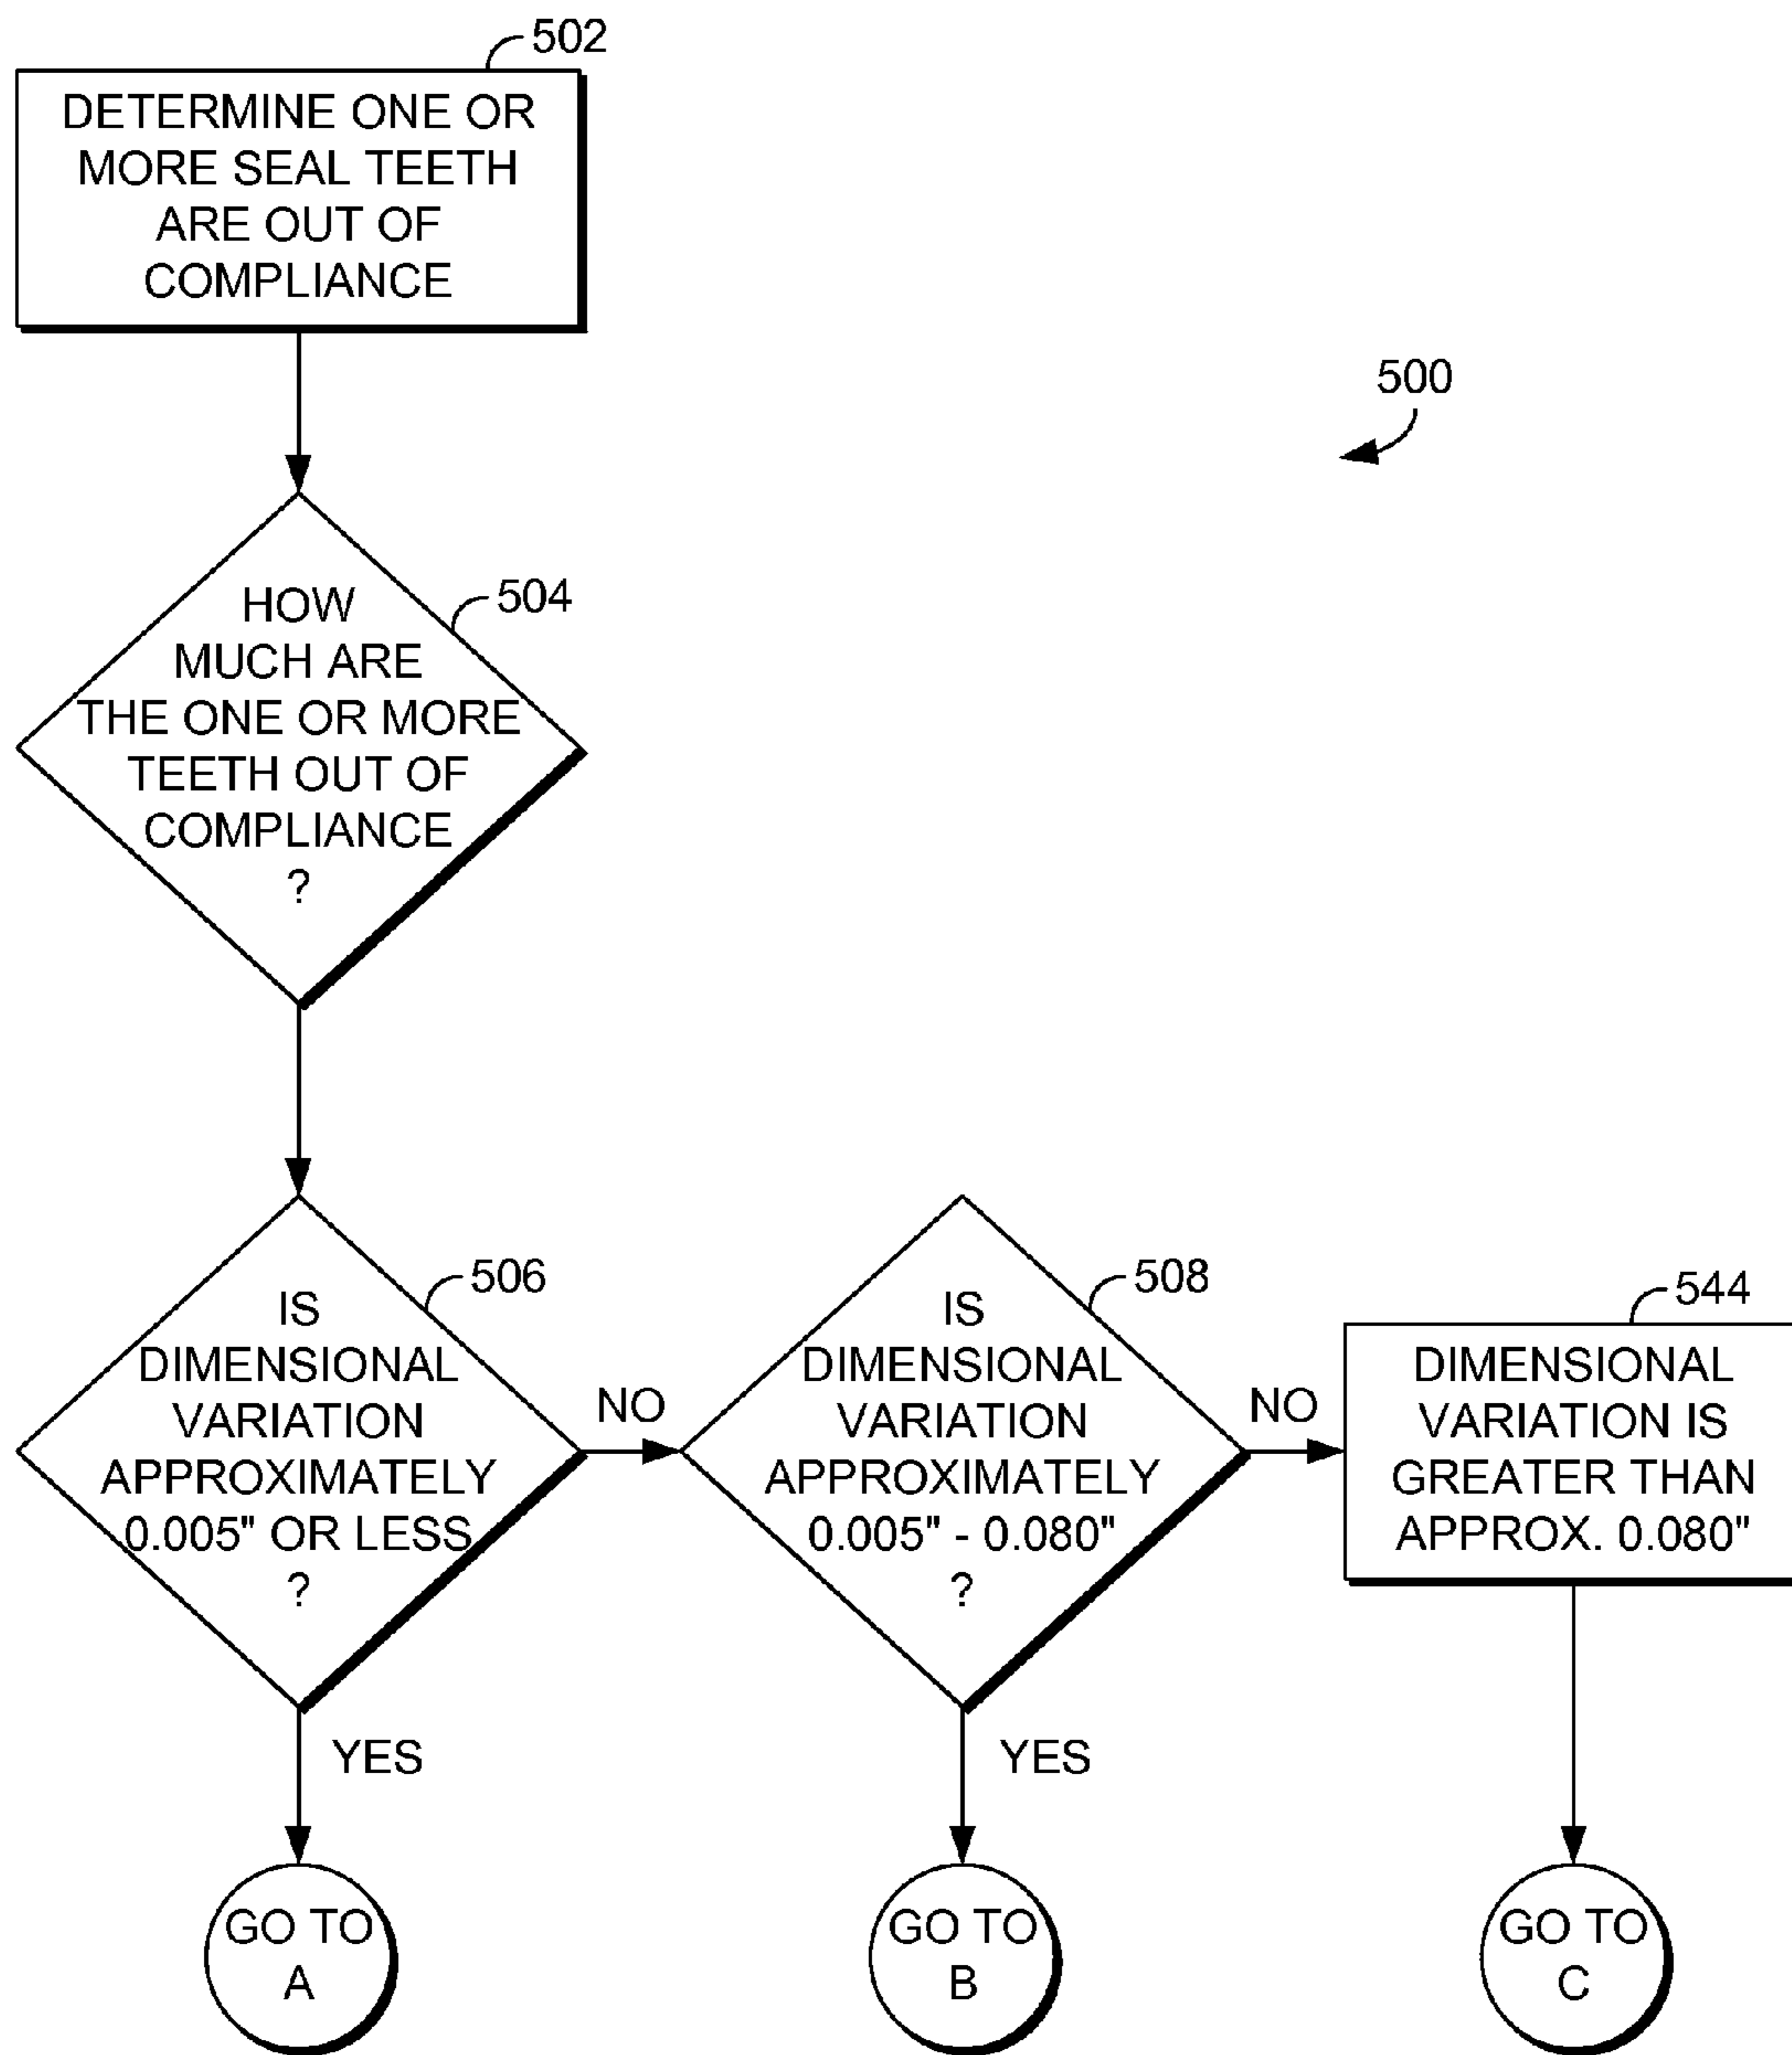 502
DETERMINE ONE OR
MORE SEAL TEETH
ARE OUT OF
COMPLIANCE
500
504
HOW
MUCH ARE
THE ONE OR MORE
TEETH OUT OF
COMPLIANCE
?
506
IS
DIMENSIONAL
VARIATION
APPROXIMATELY
0.005" OR LESS
?
NO
YES
508
IS
DIMENSIONAL
VARIATION
APPROXIMATELY
0.005" - 0.080"
?
NO
YES
544
DIMENSIONAL
VARIATION IS
GREATER THAN
APPROX. 0.080"
GO TO
A
GO TO
B
GO TO
C